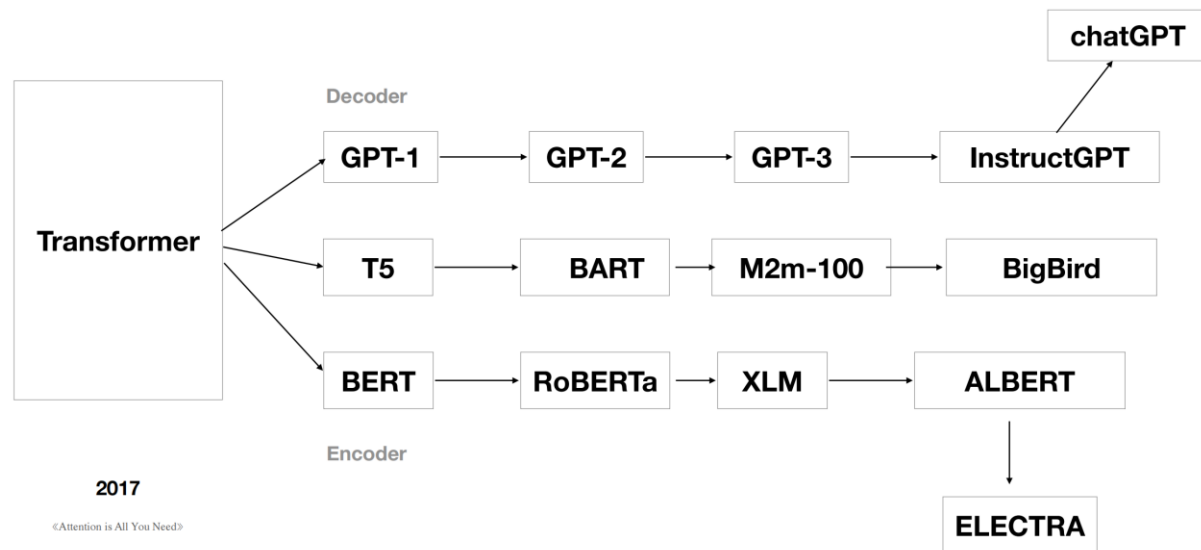 chatGPT
Decoder
GPT-1
GPT-2
GPT-3
InstructGPT
Transformer
T5
BART
M2m-100
BigBird
BERT
RoBERTa
XLM
ALBERT
Encoder
2017
《Attention is All You Need》
ELECTRA